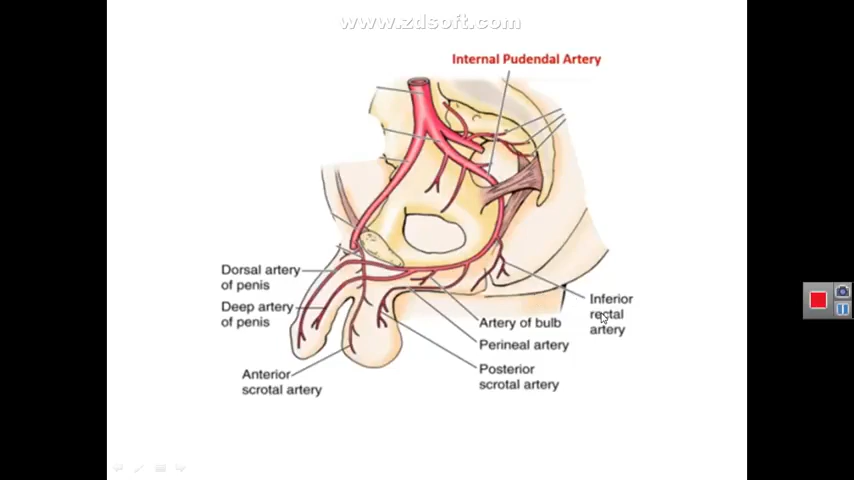 www.zdsoft.com
Internal Pudendal Artery
Dorsal artery
of penis
Deep artery
of penis
Anterior
scrotal artery
Inferior
rectal
artery
Artery of bulb
Perineal artery
Posterior
scrotal artery